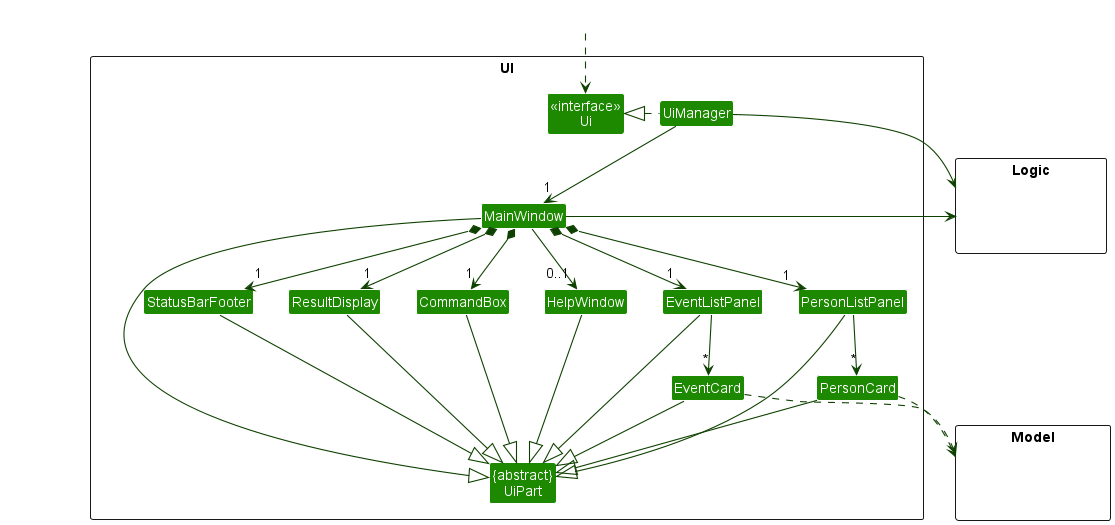 UI
«interface»
Ui
UiManager
Logic
1
MainWindow
1
1
1
0..1
1
1
StatusBarFooter
ResultDisplay
CommandBox
HelpWindow
EventListPanel
PersonListPanel
*
*
EventCard
PersonCard
Model
{abstract}
UiPart